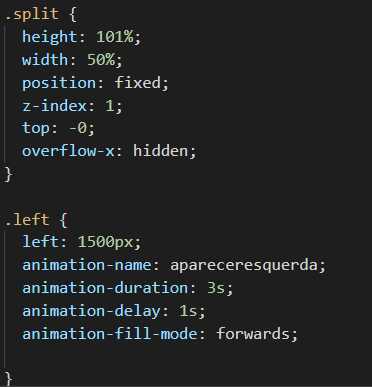 .split {
  height: 101%;
  width: 50%;
  position: fixed;
  z-index: 1;
  top: -0;
  overflow-x: hidden;
}

.left {
  left: 1500px;
  animation-name: apareceresquerda;
  animation-duration: 3s;
  animation-delay: 1s;
  animation-fill-mode: forwards;

}